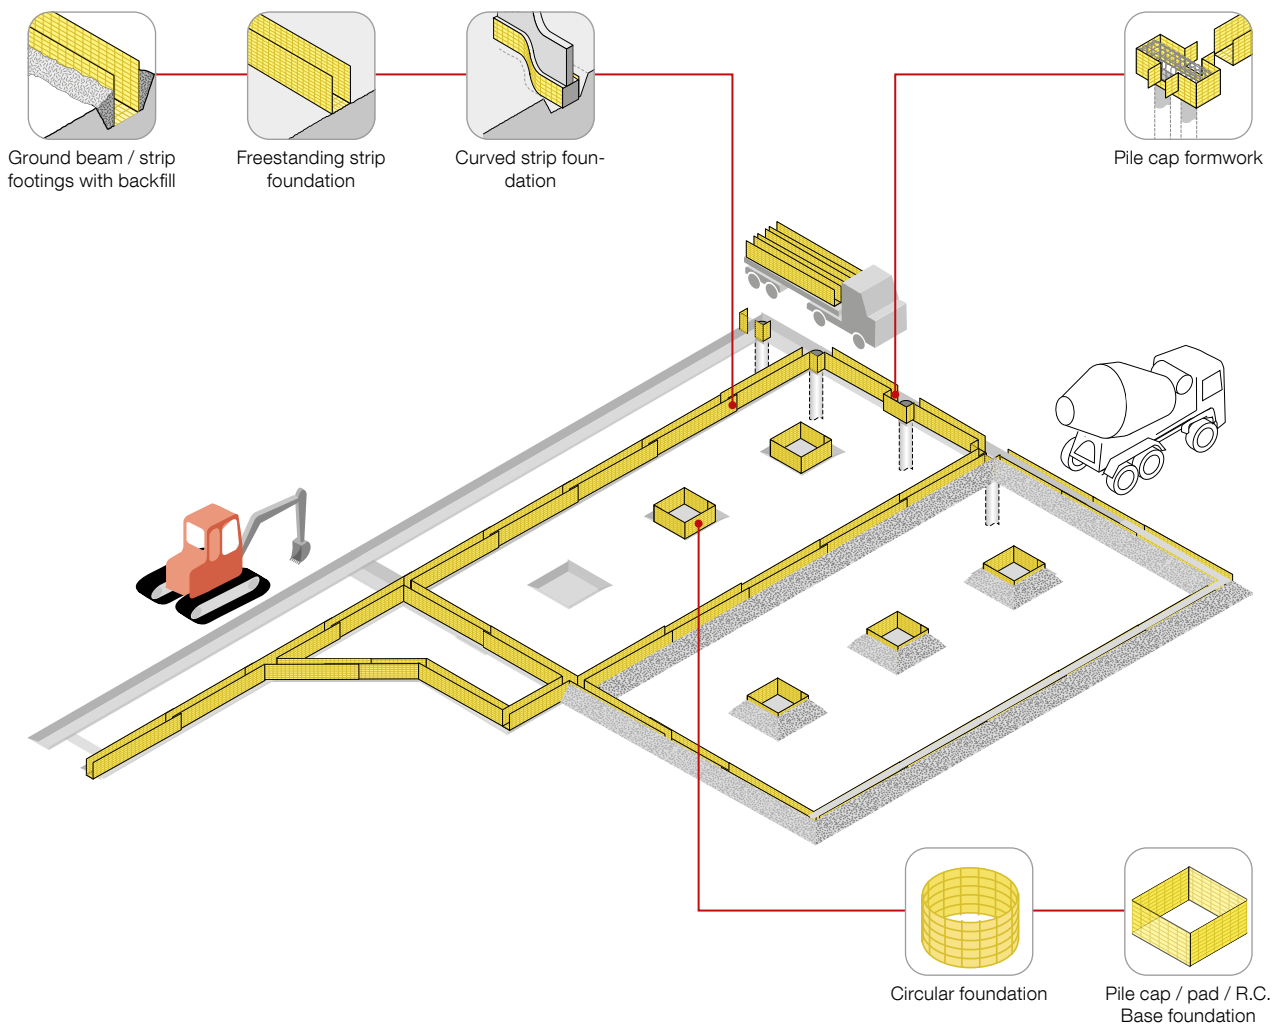 Ground beam / strip
footings with backfill
Freestanding strip
foundation
Curved strip foun-
dation
Pile cap formwork
Circular foundation
Pile cap / pad / R.C.
Base foundation